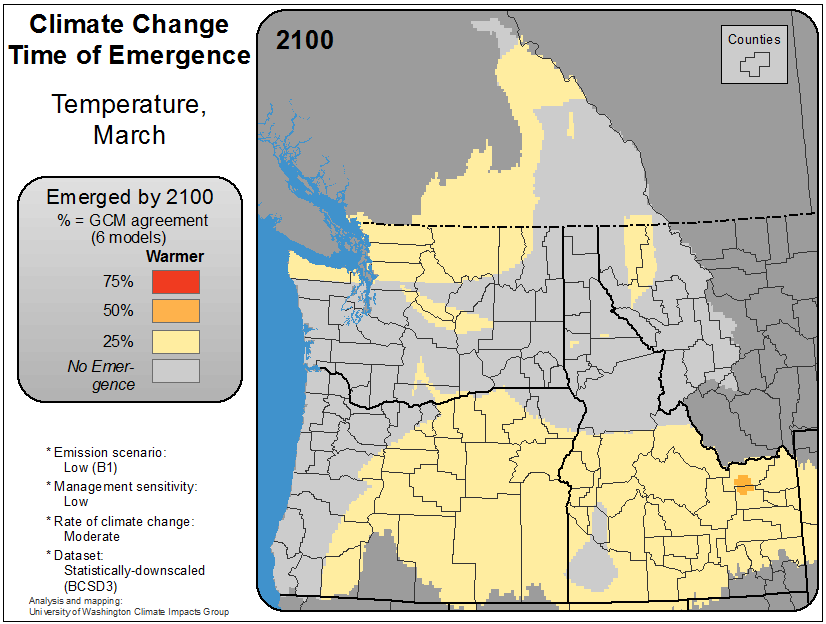 Climate Change
Time of Emergence
Temperature,
March
Emerged by 2100
% = GCM agreement
(6 models)
Warmer
75%
50%
25%
No Emer-
gence
* Emission scenario:
Low (B1)
* Management sensitivity:
Low
* Rate of climate change:
Moderate
* Dataset:
Statistically-downscaled
(BCSD3)
Analysis and mapping:
University of Washington Climate Impacts Group
2100
Counties